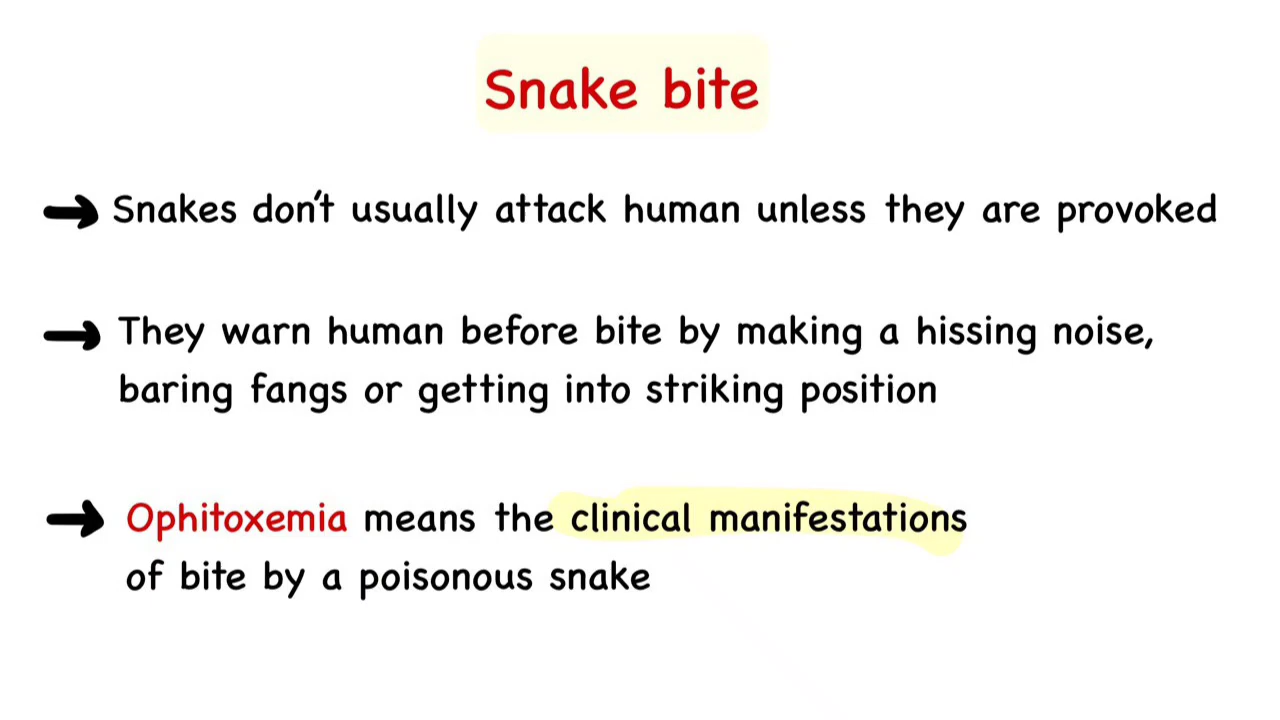 Snake bite
Snakes don't usually attack human unless they are provoked
They warn human before bite by making a hissing noise,
baring fangs or getting into striking position
Ophitoxemia means the clinical manifestations
of bite by a poisonous snake